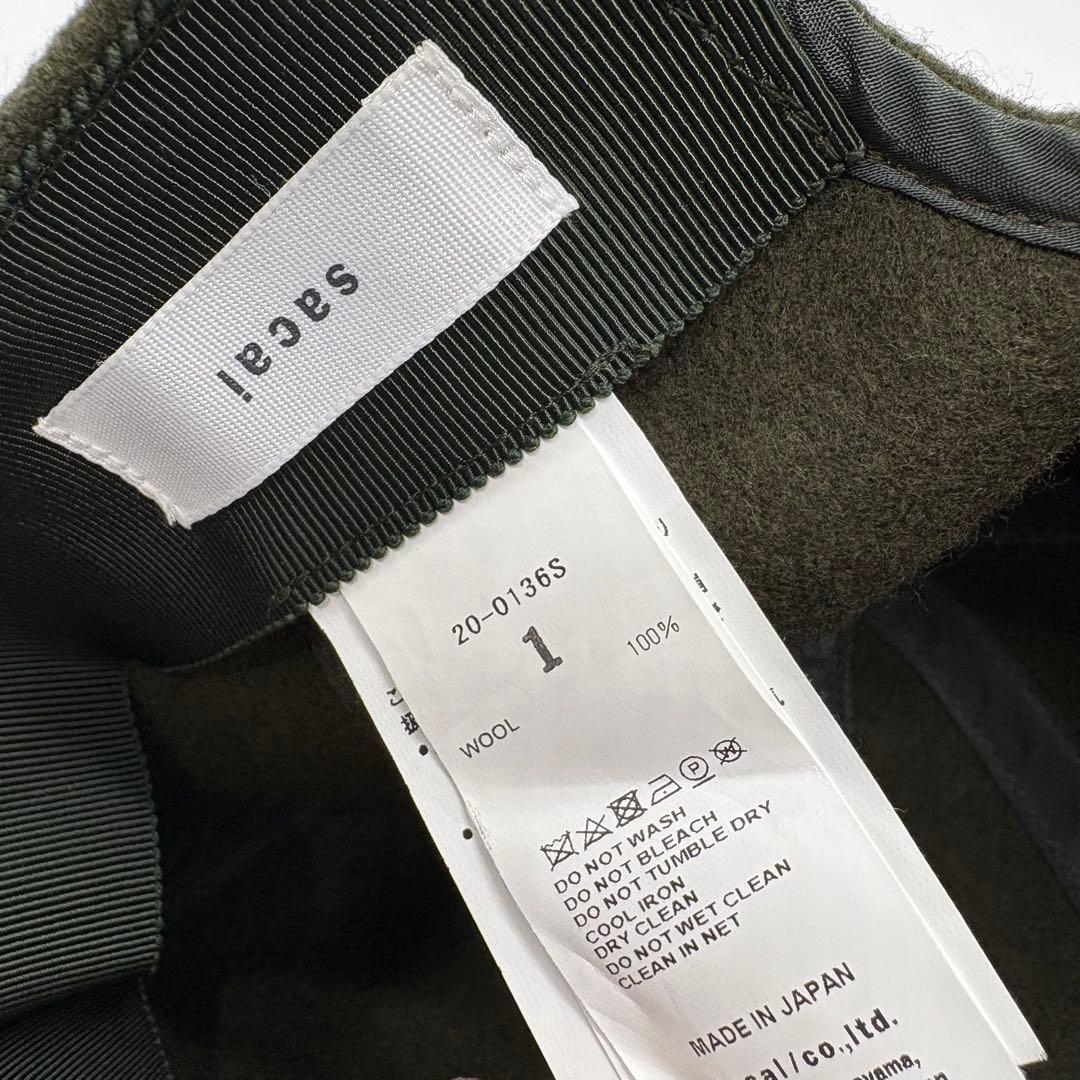 sacai
20-0136S
1
WOOL 100%
DO NOT WASH
DO NOT BLEACH
DO NOT TUMBLE DRY
COOL IRON
DRY CLEAN
DO NOT WET CLEAN
CLEAN IN NET
MADE IN JAPAN